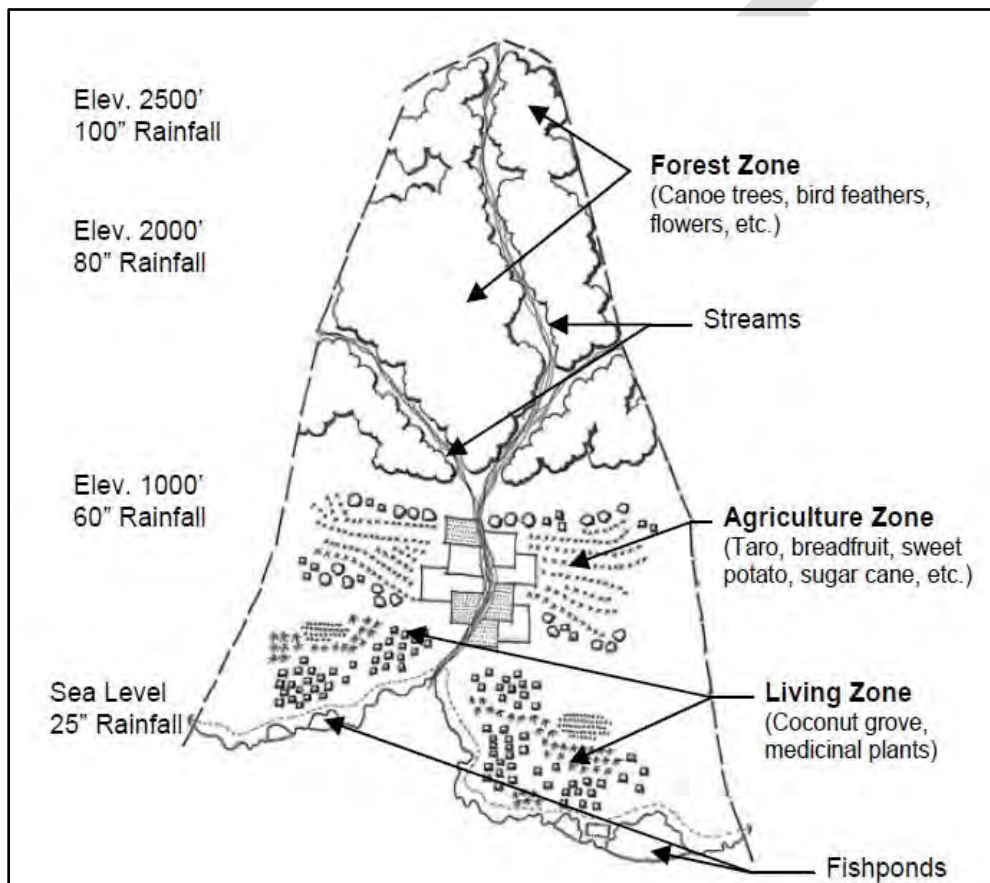 Elev. 2500’
100” Rainfall
Forest Zone
(Canoe trees, bird feathers,
flowers, etc.)
Elev. 2000’
80” Rainfall
Streams
Elev. 1000’
60” Rainfall
Agriculture Zone
(Taro, breadfruit, sweet
potato, sugar cane, etc.)
Sea Level
25” Rainfall
Living Zone
(Coconut grove,
medicinal plants)
Fishponds